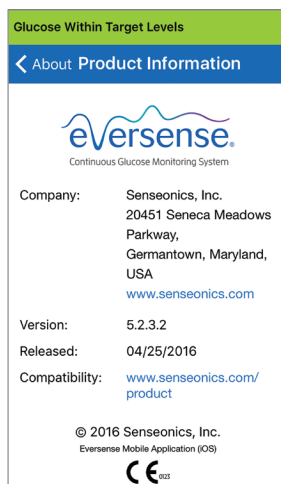 Glucose Within Target Levels
About Product Information
eversense.
Continuous Glucose Monitoring System
Company: Senseonics, Inc.
20451 Seneca Meadows
Parkway,
Germantown, Maryland,
USA
www.senseonics.com
Version: 5.2.3.2
Released: 04/25/2016
Compatibility: www.senseonics.com/
product
© 2016 Senseonics, Inc.
Eversense Mobile Application (iOS)
CE 0123